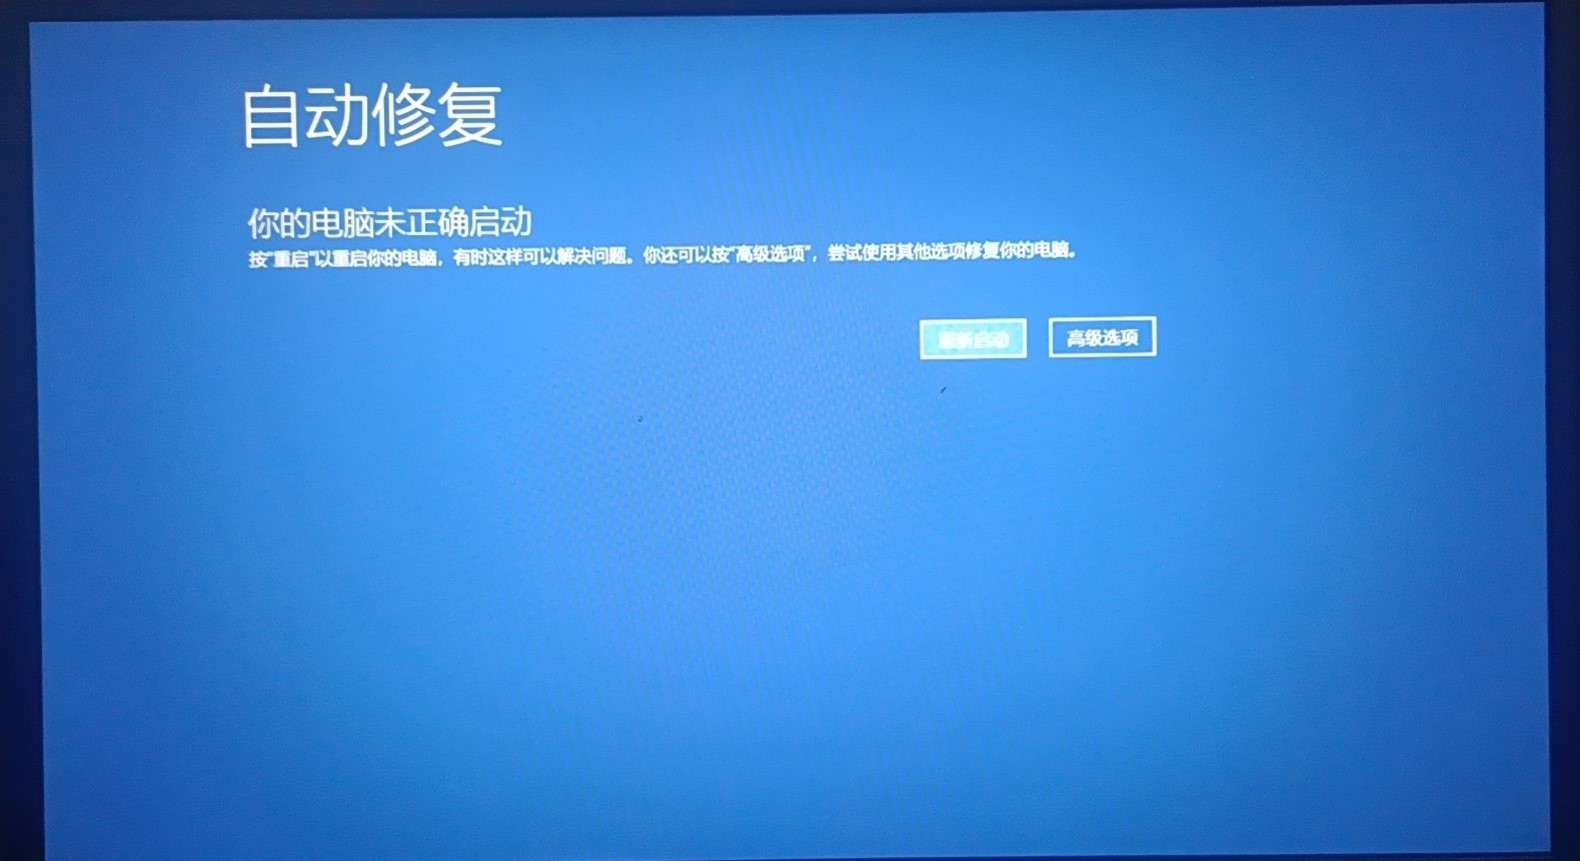 自动修复
你的电脑未正确启动
按"重启"以重启你的电脑，有时这样可以解决问题。你还可以按"高级选项"，尝试使用其他选项修复你的电脑。
重新启动
高级选项